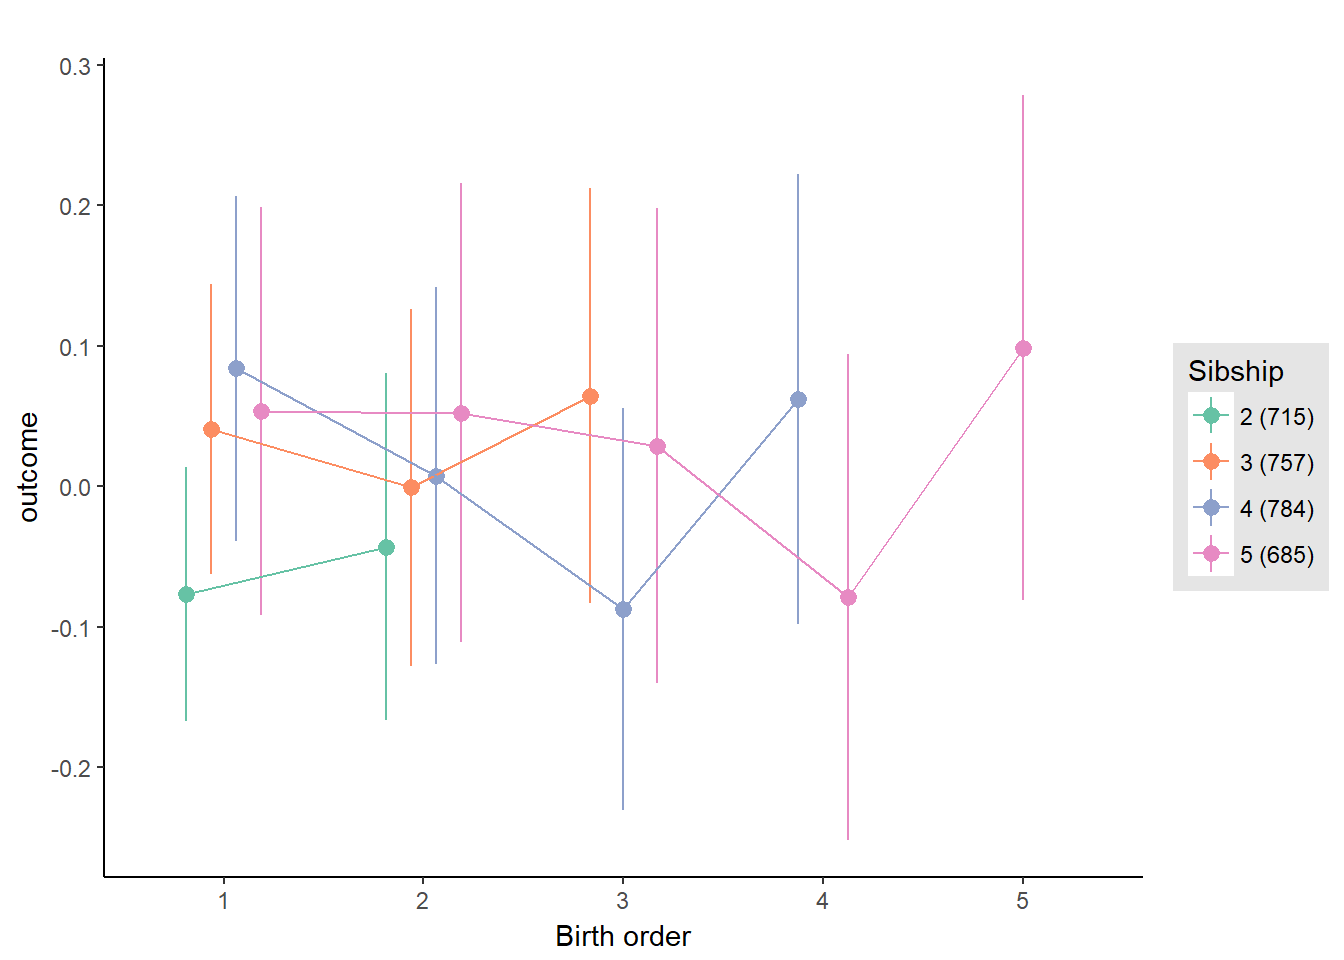 0.3
0.2
0.1
0.0
-0.1
-0.2
outcome
1 2 3 4 5
Birth order
Sibship
2 (715)
3 (757)
4 (784)
5 (685)